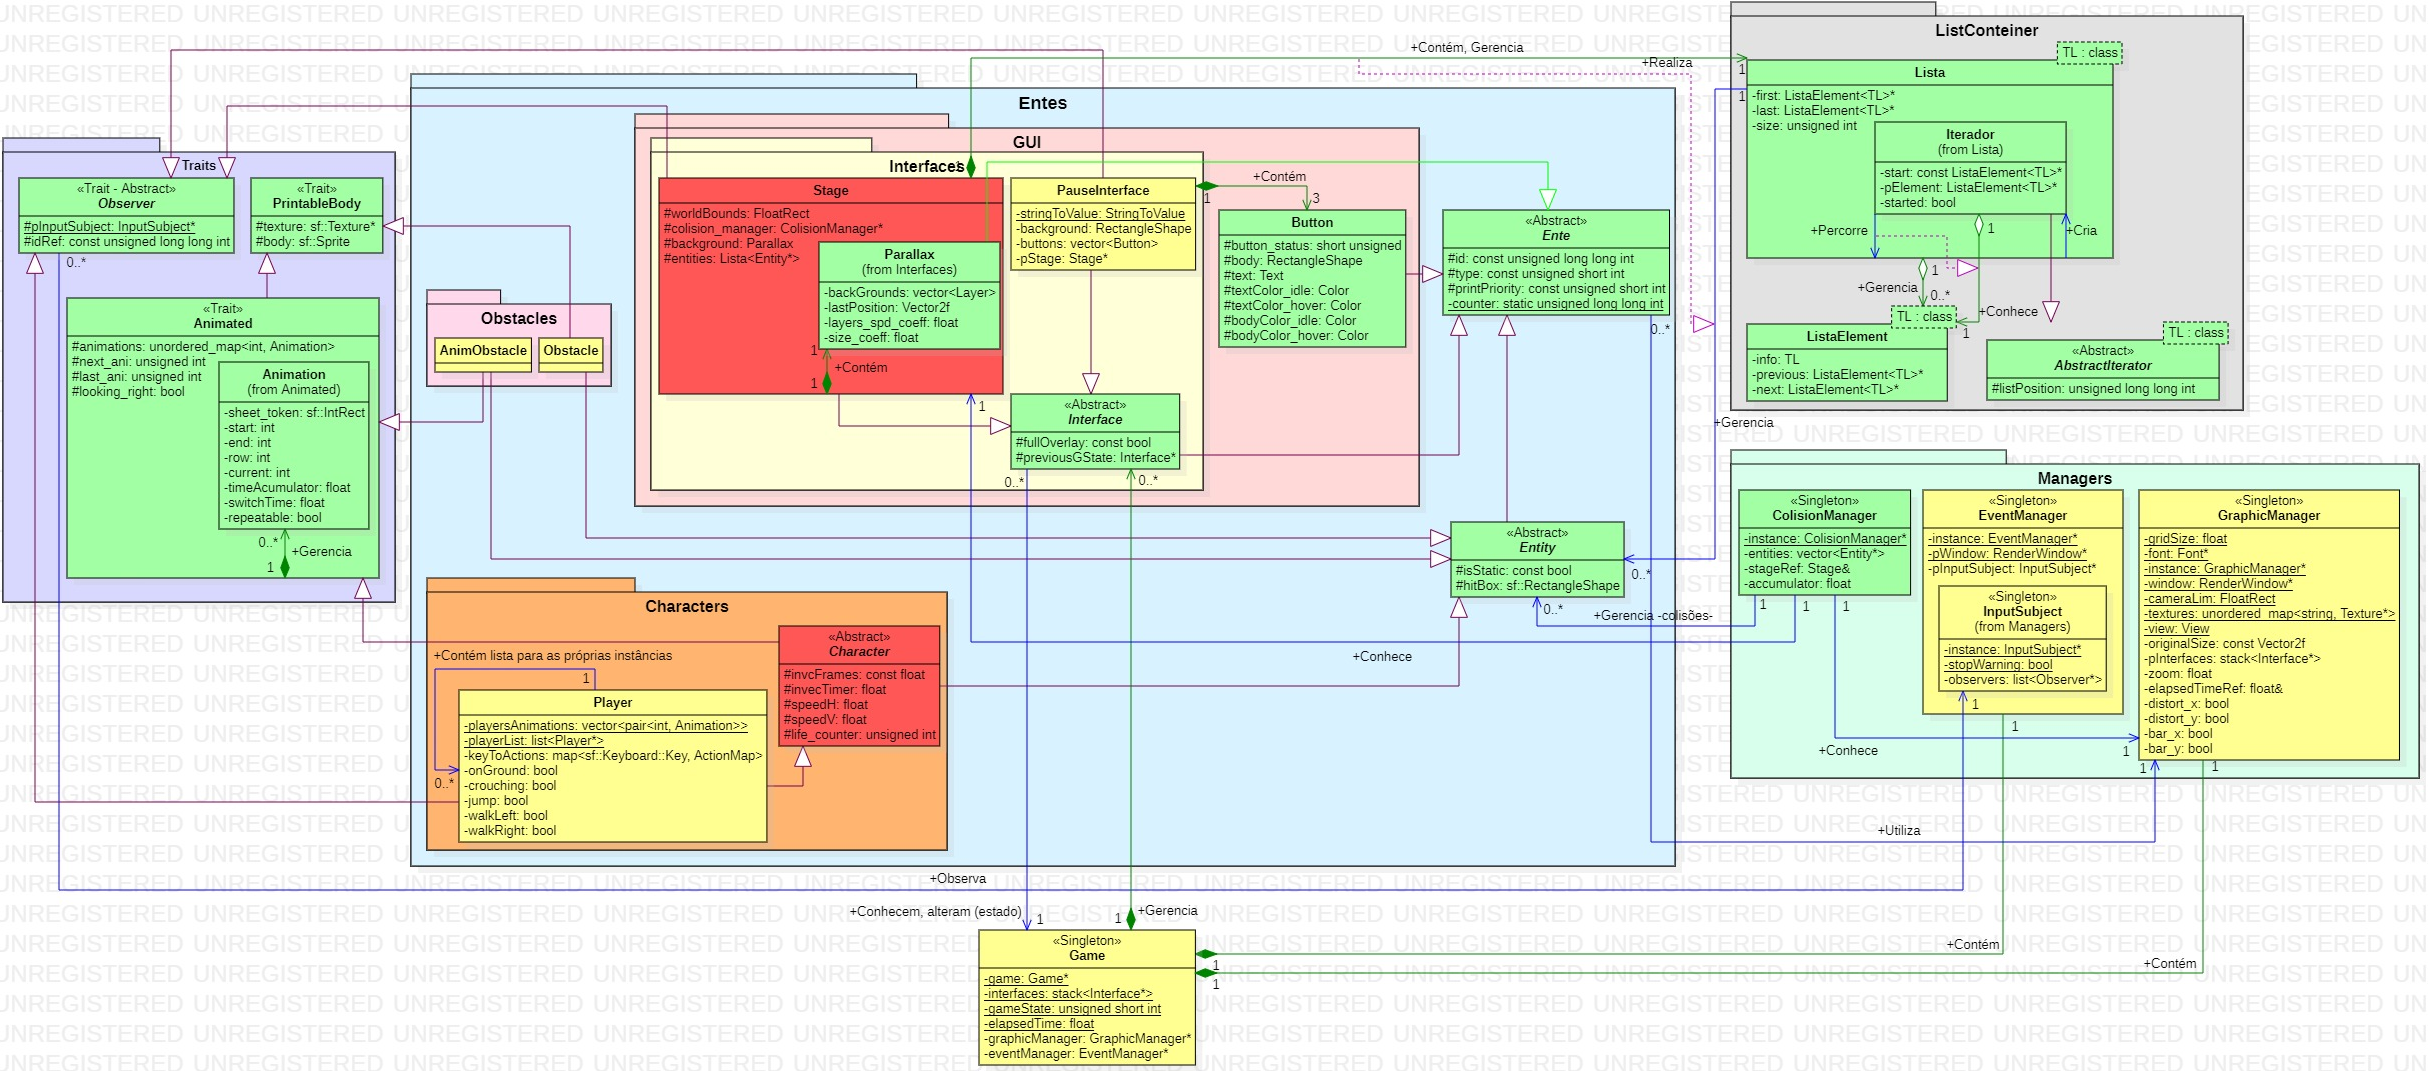 UNREGISTERED
Traits
«Trait - Abstract»
Observer
#pInputSubject: InputSubject*
#idRef: const unsigned long long int
0..*
«Trait»
PrintableBody
#texture: sf::Texture*
#body: sf::Sprite
«Trait»
Animated
#animations: unordered_map<int, Animation>
#next_ani: unsigned int
#last_ani: unsigned int
#looking_right: bool
Animation
(from Animated)
-sheet_token: sf::IntRect
-start: int
-end: int
-row: int
-current: int
-timeAcumulator: float
-switchTime: float
-repeatable: bool
0..*
+Gerencia
1
Entes
GUI
Interfaces
Stage
#worldBounds: FloatRect
#colision_manager: ColisionManager*
#background: Parallax
#entities: Lista<Entity*>
Parallax
(from Interfaces)
-backGrounds: vector<Layer>
-lastPosition: Vector2f
-layers_spd_coeff: float
-size_coeff: float
1
+Contém
1
PauseInterface
-stringToValue: StringToValue
-background: RectangleShape
-buttons: vector<Button>
-pStage: Stage*
+Contém
1
3
Button
#button_status: short unsigned
#body: RectangleShape
#text: Text
#textColor_idle: Color
#textColor_hover: Color
#bodyColor_idle: Color
#bodyColor_hover: Color
«Abstract»
Interface
#fullOverlay: const bool
#previousGState: Interface*
0..*
0..*
1
«Abstract»
Ente
#id: const unsigned long long int
#type: const unsigned short int
#printPriority: const unsigned short int
-counter: static unsigned long long int
0..*
Obstacles
AnimObstacle
Obstacle
«Abstract»
Entity
#isStatic: const bool
#hitBox: sf::RectangleShape
0..*
0..*
Characters
«Abstract»
Character
#invcFrames: const float
#invecTimer: float
#speedH: float
#speedV: float
#life_counter: unsigned int
+Contém lista para as próprias instâncias
1
Player
-playersAnimations: vector<pair<int, Animation>>
-playerList: list<Player*>
-keyToActions: map<sf::Keyboard::Key, ActionMap>
-onGround: bool
-crouching: bool
-jump: bool
-walkLeft: bool
-walkRight: bool
0..*
+Contém, Gerencia
+Realiza
1
1
ListConteiner
TL : class
Lista
-first: ListaElement<TL>*
-last: ListaElement<TL>*
-size: unsigned int
Iterador
(from Lista)
-start: const ListaElement<TL>*
-pElement: ListaElement<TL>*
-started: bool
+Percorre
1
+Cria
1
+Gerencia
0..*
+Conhece
1
TL : class
ListaElement
-info: TL
-previous: ListaElement<TL>*
-next: ListaElement<TL>*
TL : class
«Abstract»
AbstractIterator
#listPosition: unsigned long long int
+Gerencia
Managers
«Singleton»
ColisionManager
-instance: ColisionManager*
-entities: vector<Entity*>
-stageRef: Stage&
-accumulator: float
1
1
1
+Gerencia -colisões-
+Conhece
«Singleton»
EventManager
-instance: EventManager*
-pWindow: RenderWindow*
-pInputSubject: InputSubject*
«Singleton»
InputSubject
(from Managers)
-instance: InputSubject*
-stopWarning: bool
-observers: list<Observer*>
1
1
«Singleton»
GraphicManager
-gridSize: float
-font: Font*
-instance: GraphicManager*
-window: RenderWindow*
-cameraLim: FloatRect
-textures: unordered_map<string, Texture*>
-view: View
-originalSize: const Vector2f
-pInterfaces: stack<Interface*>
-zoom: float
-elapsedTimeRef: float&
-distort_x: bool
-distort_y: bool
-bar_x: bool
-bar_y: bool
+Conhece
1
1
1
+Utiliza
+Observa
+Conhecem, alteram (estado)
1
1
+Gerencia
«Singleton»
Game
-game: Game*
-interfaces: stack<Interface*>
-gameState: unsigned short int
-elapsedTime: float
-graphicManager: GraphicManager*
-eventManager: EventManager*
+Contém
1
+Contém
1